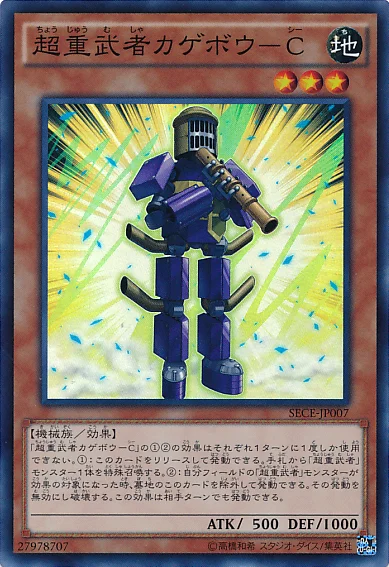 超重武者カゲボウ-C
地
SECE-JP007
【機械族／効果】
「超重武者カゲボウ-C」の①②の効果はそれぞれ1ターンに1度しか使用
できない。①：このカードをリリースして発動できる。手札から「超重武者」
モンスター1体を特殊召喚する。②：自分フィールドの「超重武者」モンスターが
効果の対象になった時、墓地のこのカードを除外して発動できる。その発動を
無効にし破壊する。この効果は相手ターンでも発動できる。
ATK/ 500 DEF/1000
27978707
©高橋和希 スタジオ・ダイス/集英社